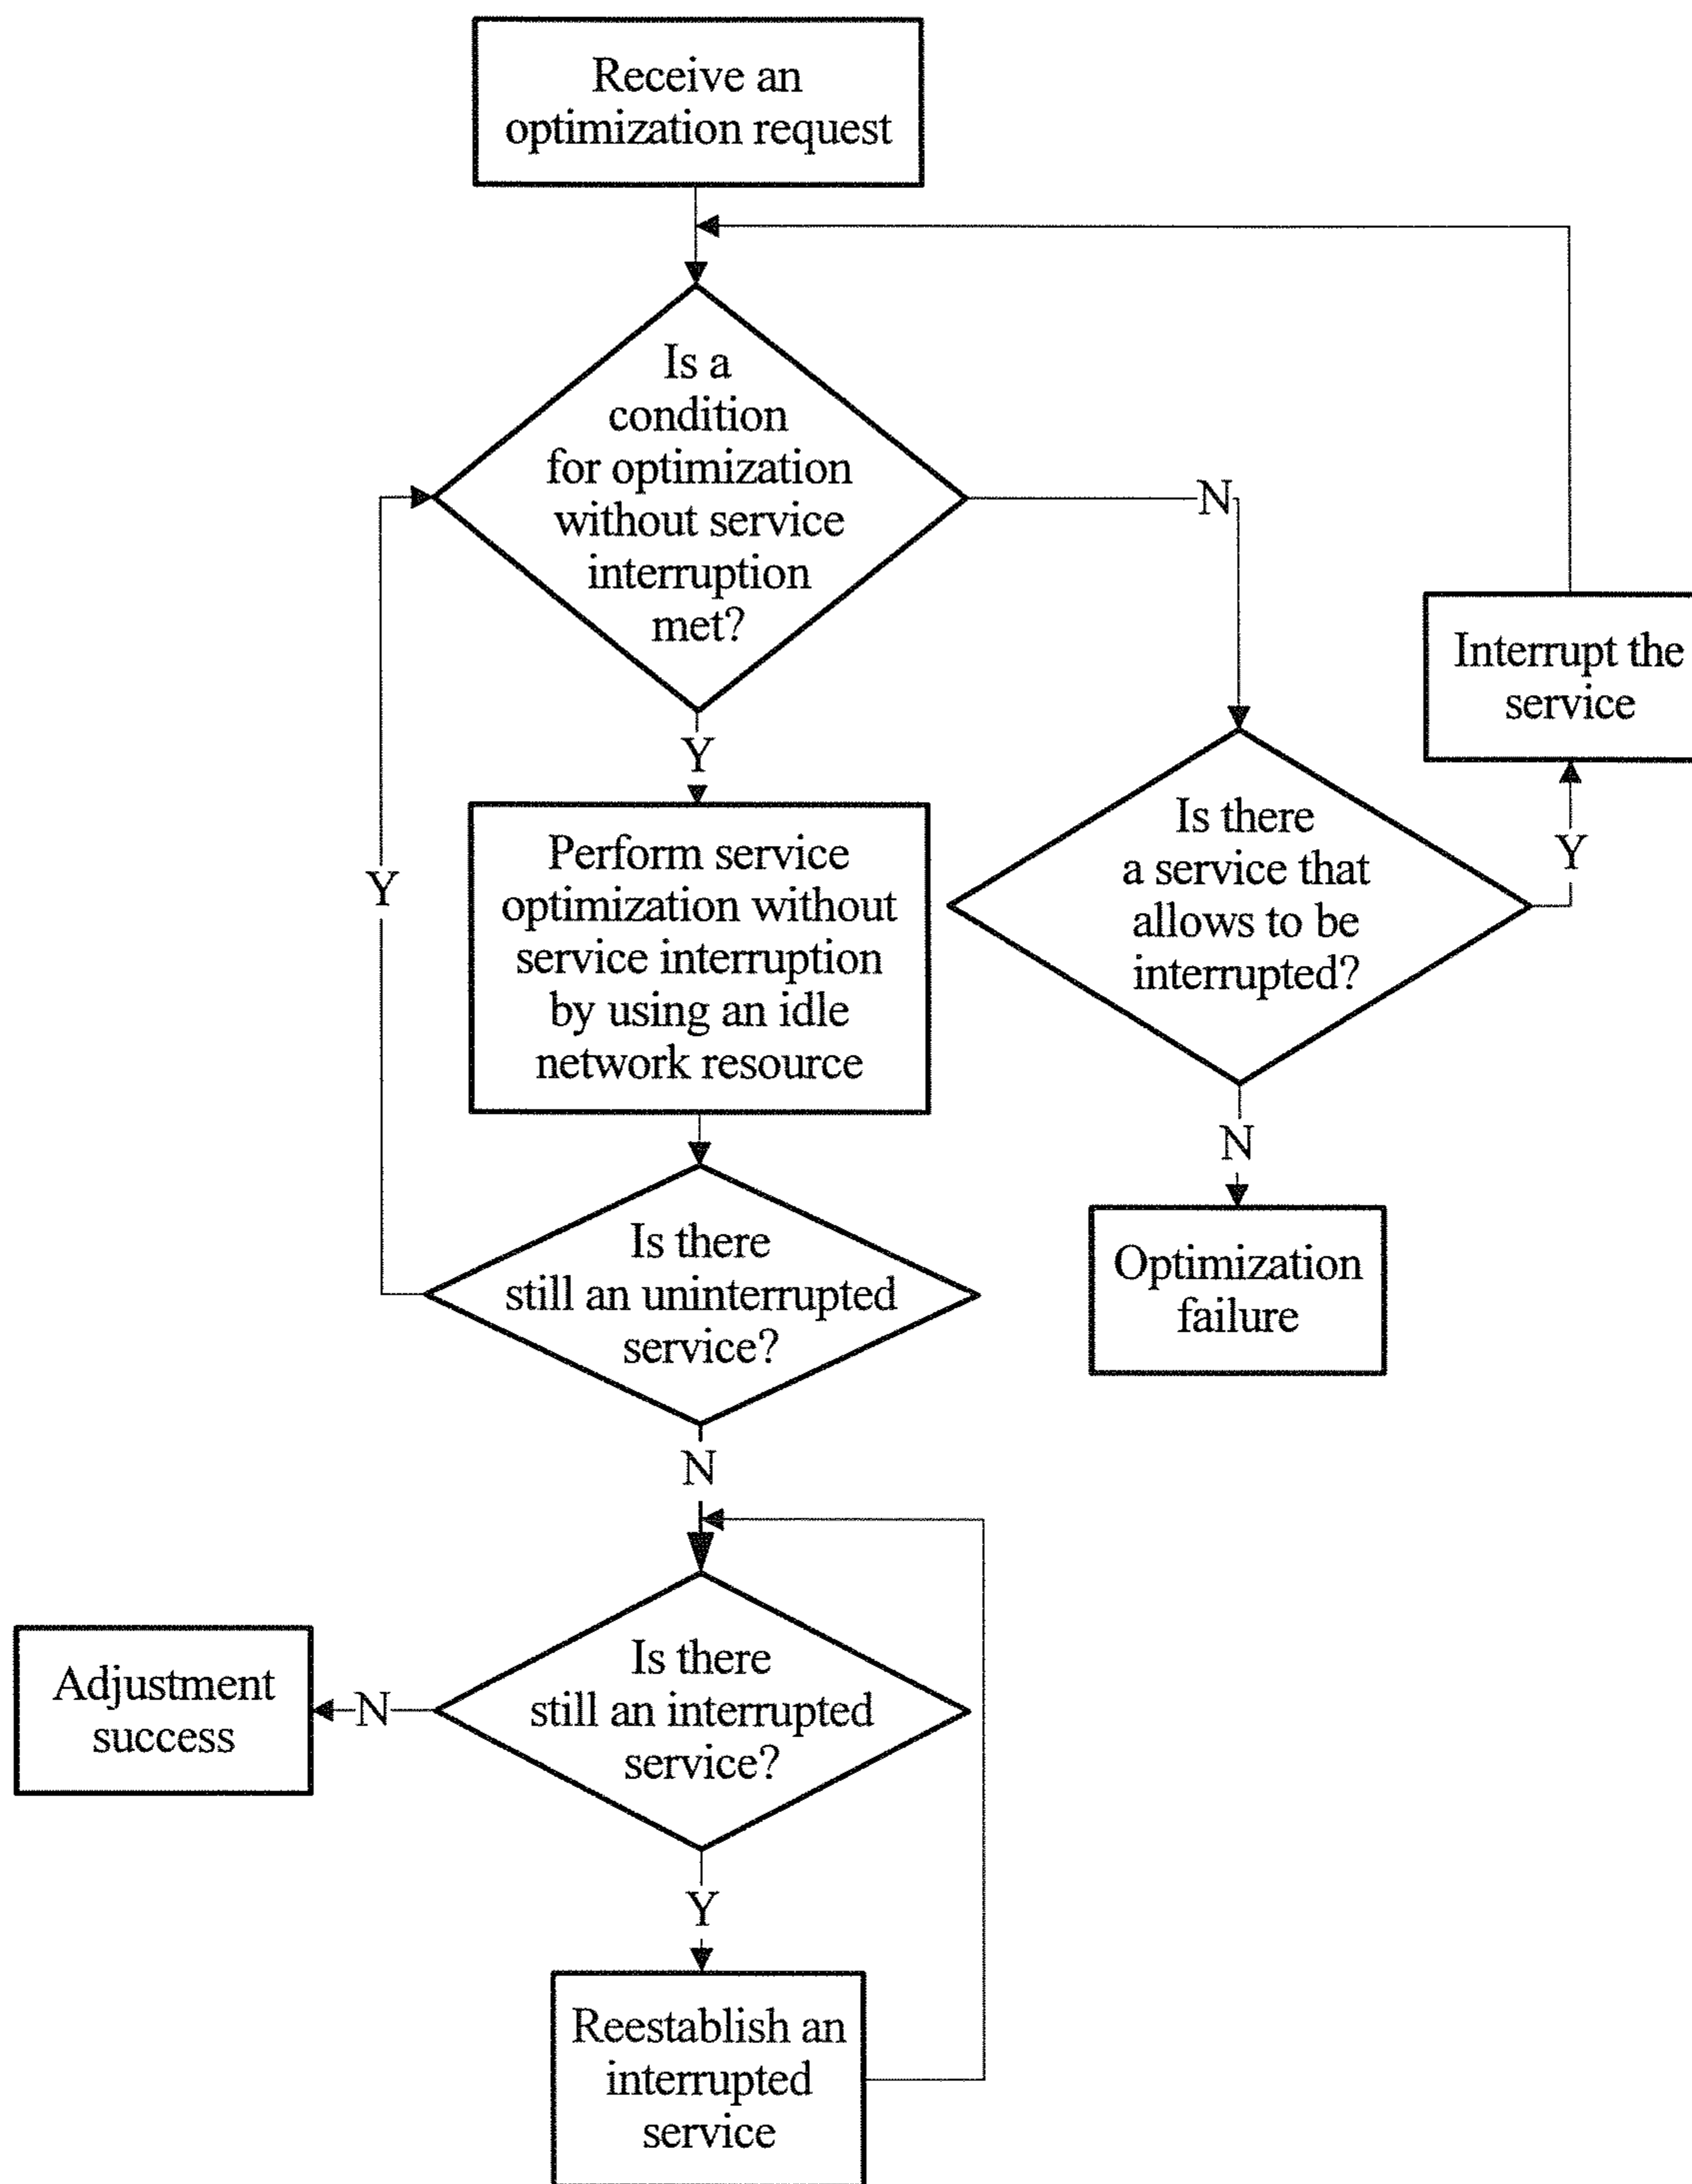 Receive an
optimization request
Is a
condition
for optimization
without service
interruption
met?
N
Interrupt the
service
Y
Y
Perform service
optimization without
service interruption
by using an idle
network resource
Is there
a service that
allows to be
interrupted?
Y
N
Optimization
failure
Is there
still an uninterrupted
service?
N
Is there
still an interrupted
service?
N
Adjustment
success
Y
Reestablish an
interrupted
service